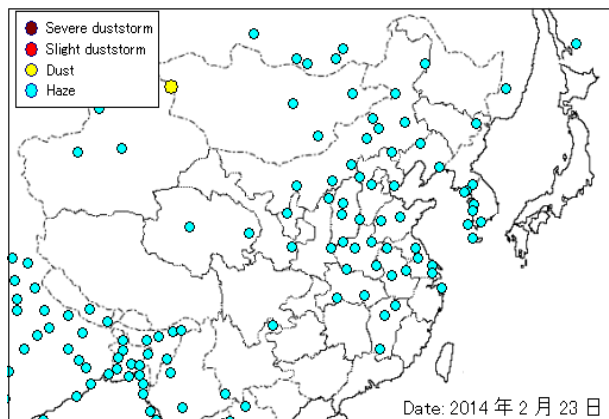 Severe duststorm
Slight duststorm
Dust
Haze
Date: 2014 年 2 月 23 日